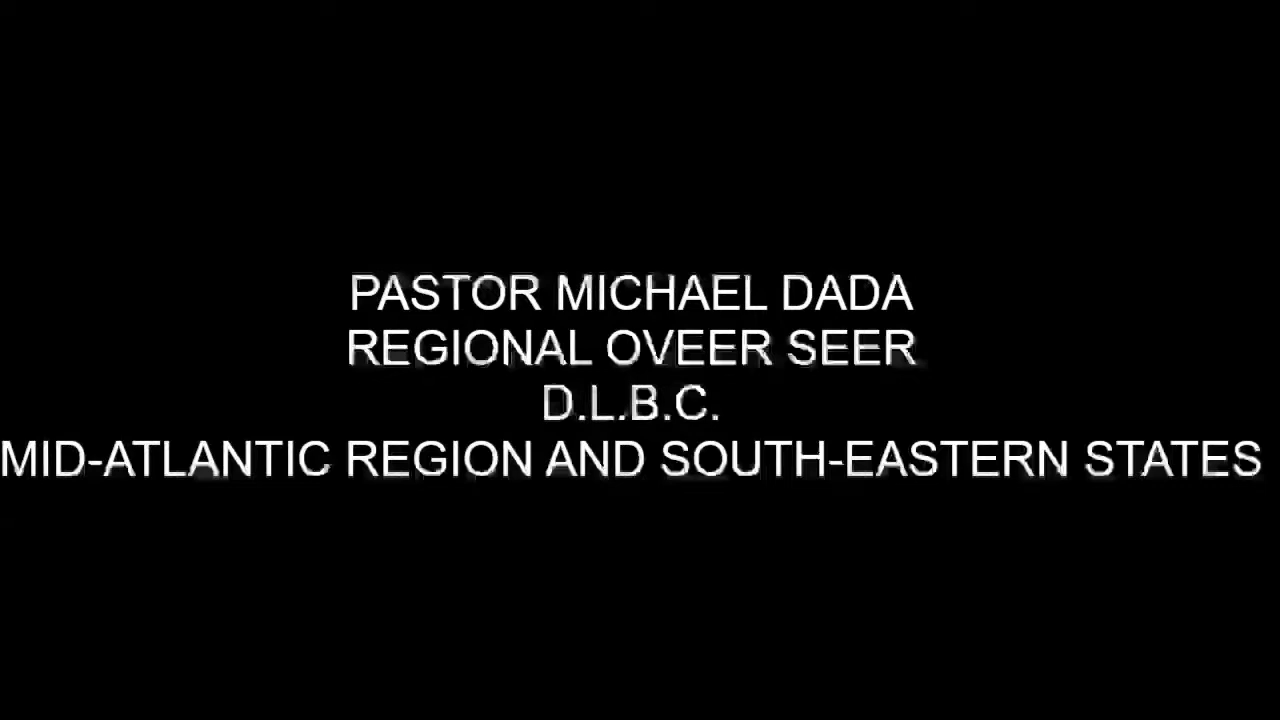 PASTOR MICHAEL DADA
REGIONAL OVEER SEER
D.L.B.C.
MID-ATLANTIC REGION AND SOUTH-EASTERN STATES